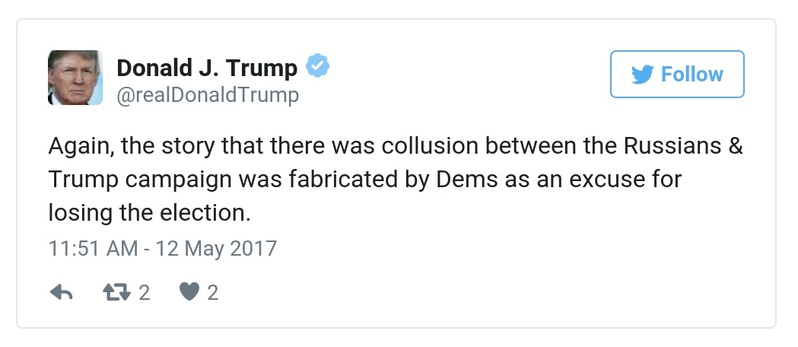 Donald J. Trump
@realDonaldTrump
Follow
Again, the story that there was collusion between the Russians &
Trump campaign was fabricated by Dems as an excuse for
losing the election.
11:51 AM - 12 May 2017
2 2